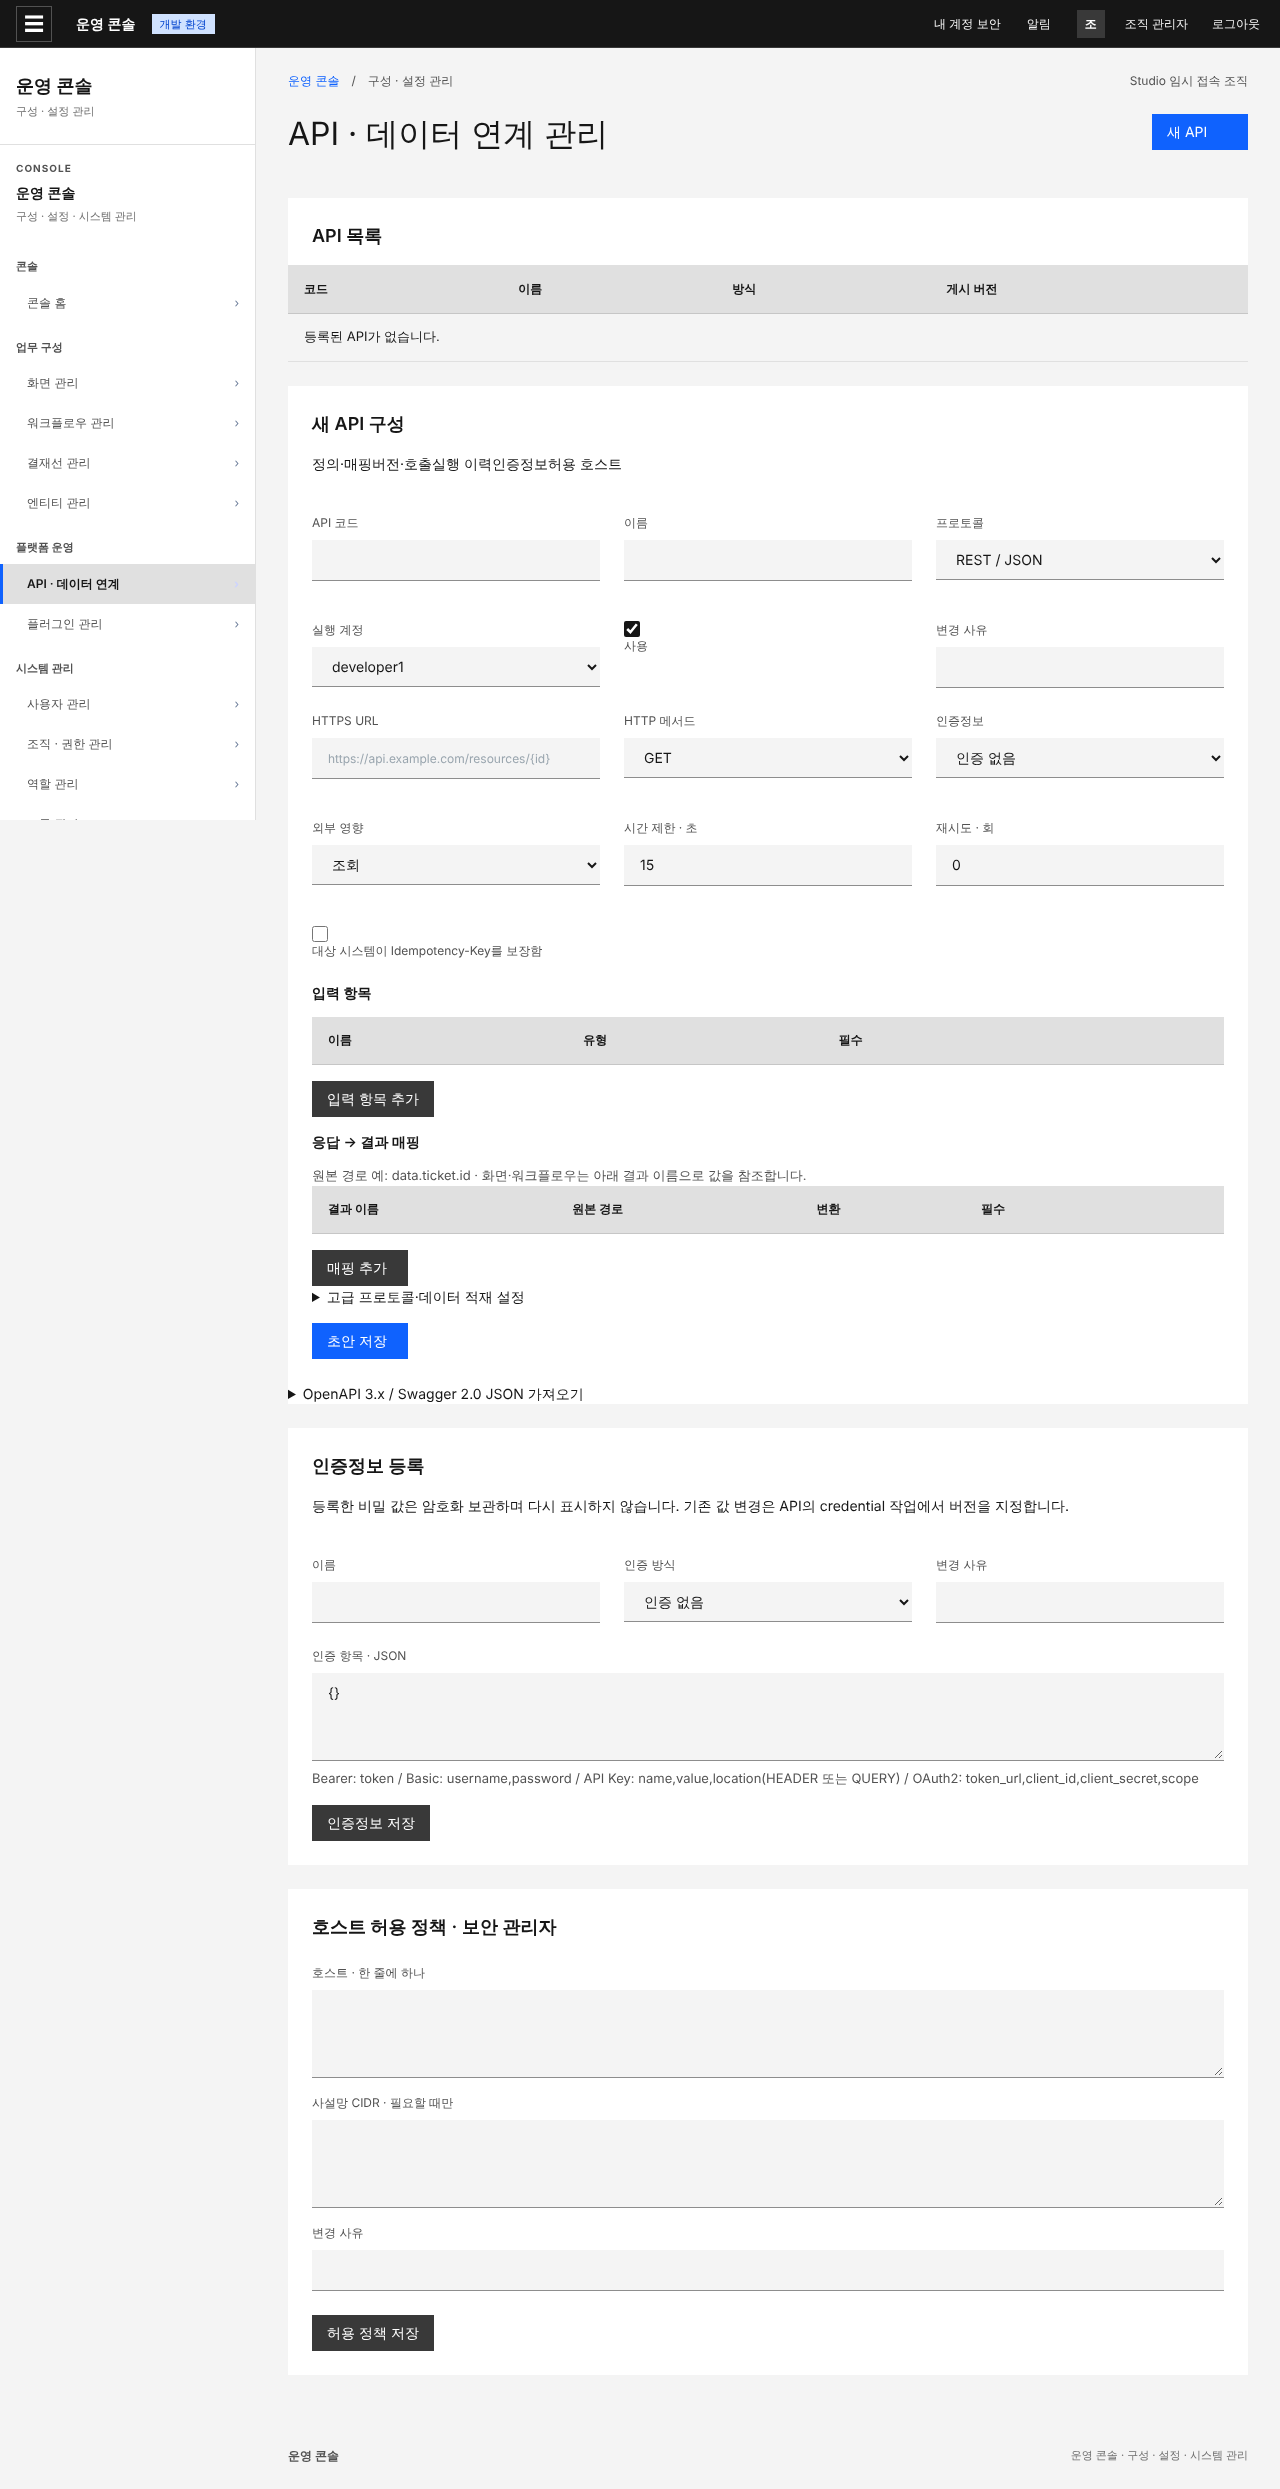 운영 콘솔 개발 환경 내 계정 보안 알림 조 조직 관리자 로그아웃
운영 콘솔
구성 · 설정 관리
CONSOLE
운영 콘솔
구성 · 설정 · 시스템 관리
콘솔
콘솔 홈 ›
업무 구성
화면 관리 ›
워크플로우 관리 ›
결재선 관리 ›
엔티티 관리 ›
플랫폼 운영
API · 데이터 연계 ›
플러그인 관리 ›
시스템 관리
사용자 관리 ›
조직 · 권한 관리 ›
역할 관리 ›
운영 콘솔 / 구성 · 설정 관리 Studio 임시 접속 조직
API · 데이터 연계 관리 새 API
API 목록
코드 이름 방식 게시 버전
등록된 API가 없습니다.
새 API 구성
정의·매핑버전·호출실행 이력인증정보허용 호스트
API 코드 이름 프로토콜
REST / JSON
실행 계정 사용 변경 사유
developer1
HTTPS URL HTTP 메서드 인증정보
https://api.example.com/resources/{id} GET 인증 없음
외부 영향 시간 제한 · 초 재시도 · 회
조회 15 0
대상 시스템이 Idempotency-Key를 보장함
입력 항목
이름 유형 필수
입력 항목 추가
응답 → 결과 매핑
원본 경로 예: data.ticket.id · 화면·워크플로우는 아래 결과 이름으로 값을 참조합니다.
결과 이름 원본 경로 변환 필수
매핑 추가
▶ 고급 프로토콜·데이터 적재 설정
초안 저장
▶ OpenAPI 3.x / Swagger 2.0 JSON 가져오기
인증정보 등록
등록한 비밀 값은 암호화 보관하며 다시 표시하지 않습니다. 기존 값 변경은 API의 credential 작업에서 버전을 지정합니다.
이름 인증 방식 변경 사유
인증 없음
인증 항목 · JSON
{}
Bearer: token / Basic: username,password / API Key: name,value,location(HEADER 또는 QUERY) / OAuth2: token_url,client_id,client_secret,scope
인증정보 저장
호스트 허용 정책 · 보안 관리자
호스트 · 한 줄에 하나
사설망 CIDR · 필요할 때만
변경 사유
허용 정책 저장
운영 콘솔 운영 콘솔 · 구성 · 설정 · 시스템 관리